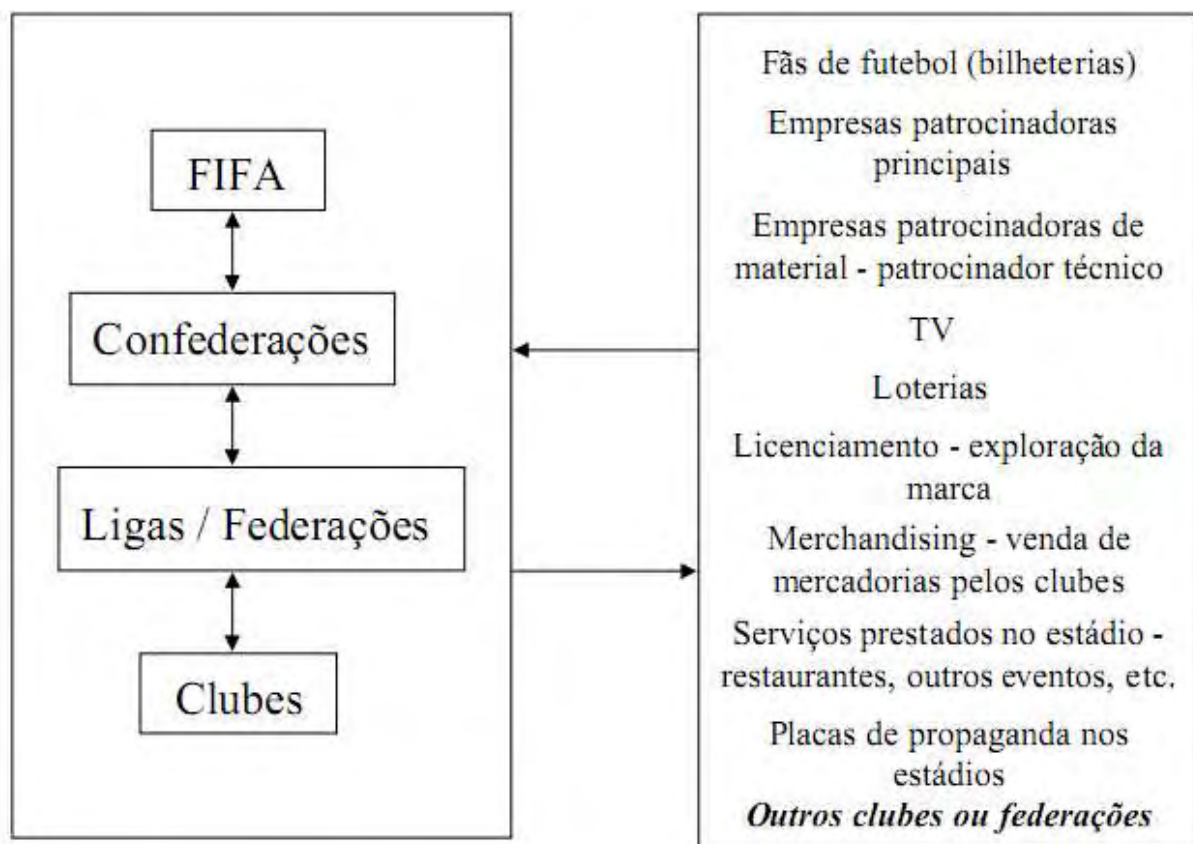 FIFA
Confederações
Ligas / Federações
Clubes
Fãs de futebol (bilheterias)
Empresas patrocinadoras
principais
Empresas patrocinadoras de
material - patrocinador técnico
TV
Loterias
Licenciamento - exploração da
marca
Merchandising - venda de
mercadorias pelos clubes
Serviços prestados no estádio -
restaurantes, outros eventos, etc.
Placas de propaganda nos
estádios
Outros clubes ou federações